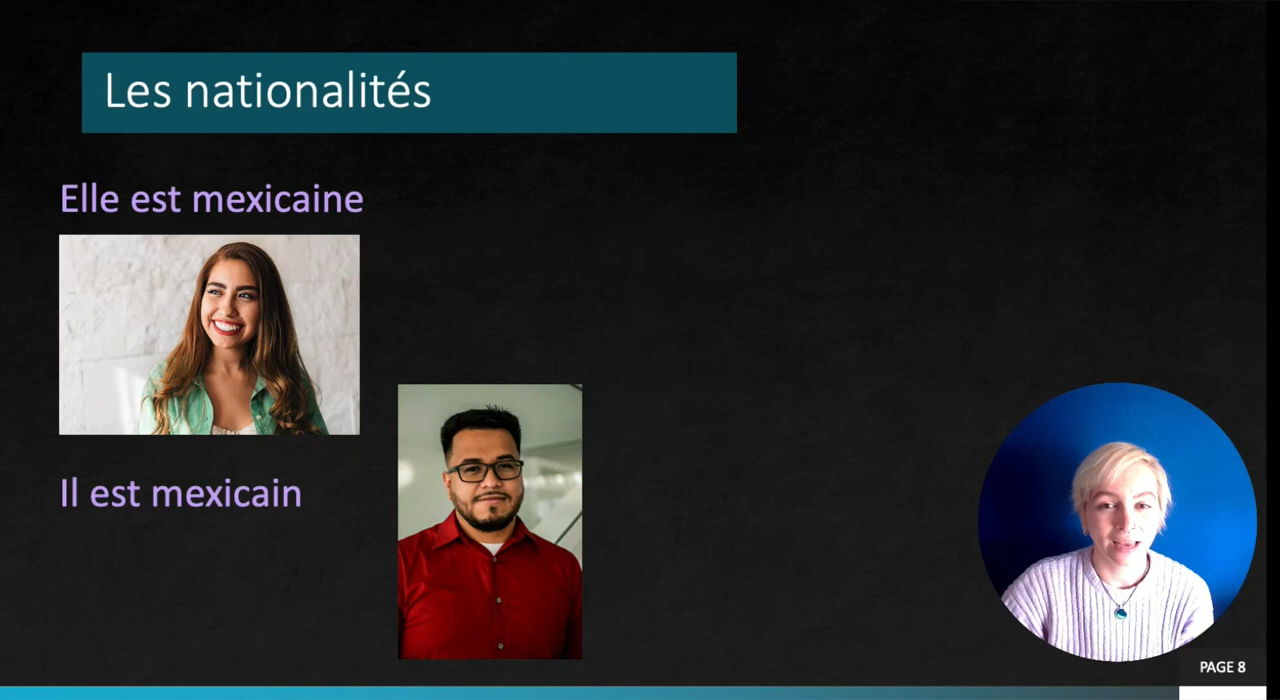 Les nationalités
Elle est mexicaine
Il est mexicain
PAGE 8